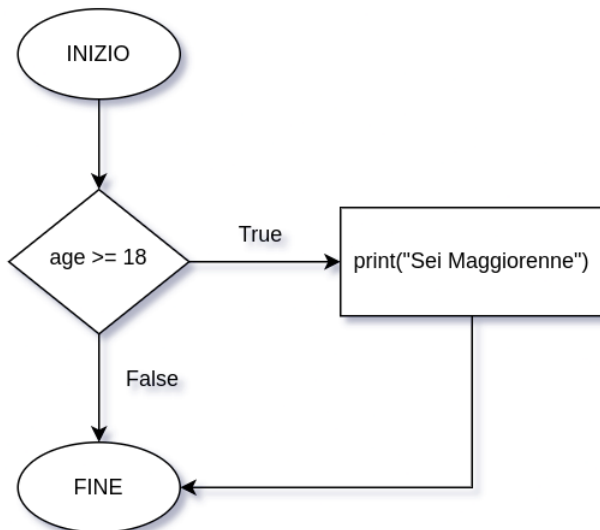 INIZIO
age >= 18
True
print("Sei Maggiorenne")
False
FINE